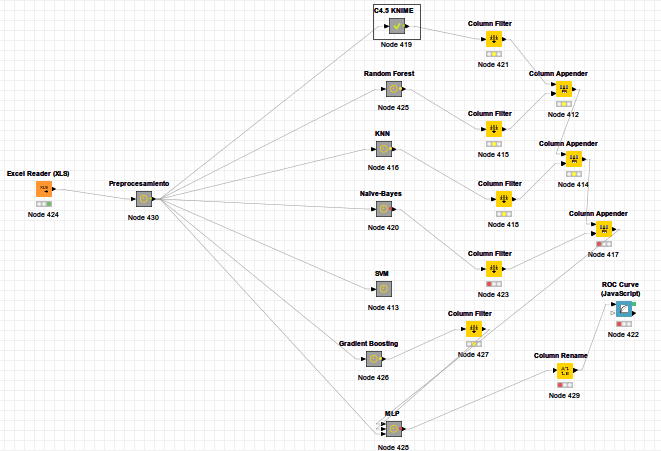 C4.5 KNIME
Node 419
Column Filter
Node 421
Random Forest
Node 425
Column Appender
Node 412
Column Filter
Node 415
KNN
Node 416
Column Appender
Node 414
Excel Reader (XLS)
XLS
Node 424
Preprocesamiento
Node 430
Naïve-Bayes
Node 420
Column Filter
Node 418
Column Appender
Node 417
SVM
Node 413
Column Filter
Node 423
ROC Curve
(JavaScript)
Node 422
Gradient Boosting
Node 426
Column Filter
Node 427
Column Rename
Node 429
MLP
Node 428